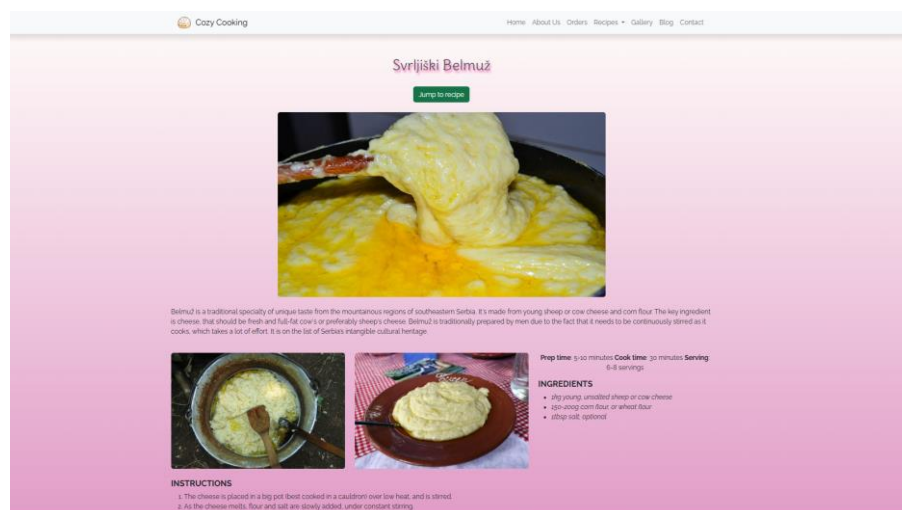 Cozy Cooking
Home About Us Orders Recipes Gallery Blog Contact
Svrljiški Belmuž
Jump to recipe
Belmuž is a traditional specialty of unique taste from the mountainous regions of southeastern Serbia. It's made from young sheep or cow cheese and corn flour. The key ingredient
is cheese, that should be fresh and full-fat cow's or preferably sheep's cheese. Belmuž is traditionally prepared by men due to the fact that it needs to be continuously stirred as it
cooks, which takes a lot of effort. It is on the list of Serbia's intangible cultural heritage.
Prep time: 5-10 minutes Cook time: 30 minutes Serving:
6-8 servings
INGREDIENTS
1kg young, unsalted sheep or cow cheese
150-200g corn flour, or wheat flour
1tbsp salt, optional
INSTRUCTIONS
1. The cheese is placed in a big pot (best cooked in a cauldron) over low heat, and is stirred.
2. As the cheese melts, flour and salt are slowly added, under constant stirring.